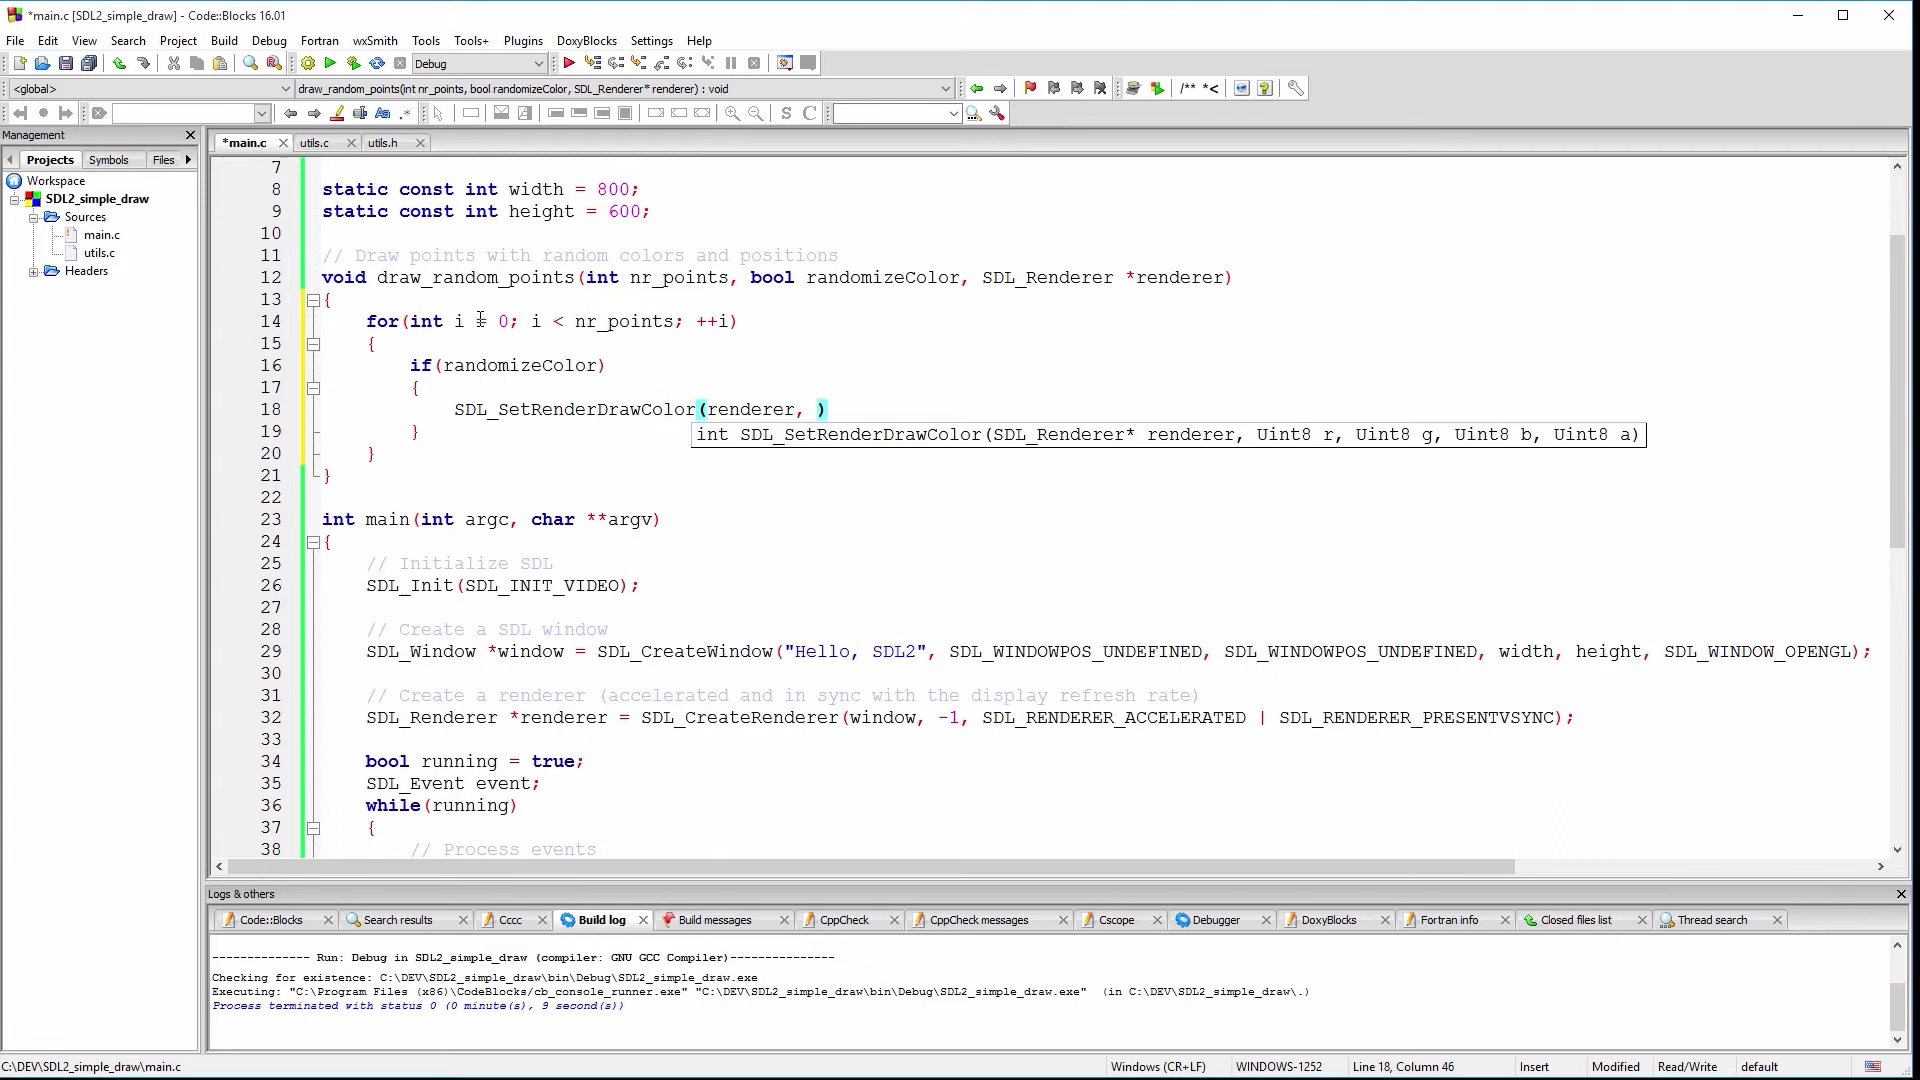 *main.c [SDL2_simple_draw] - Code::Blocks 16.01
File Edit View Search Project Build Debug Fortran wxSmith Tools Tools+ Plugins DoxyBlocks Settings Help
Debug
<global> draw_random_points(int nr_points, bool randomizeColor, SDL_Renderer* renderer) : void /** *<
Aa .* S C
Management
*main.c utils.c utils.h
Projects Symbols Files
Workspace
SDL2_simple_draw
Sources
main.c
utils.c
Headers
7
8 static const int width = 800;
9 static const int height = 600;
10
11 // Draw points with random colors and positions
12 void draw_random_points(int nr_points, bool randomizeColor, SDL_Renderer *renderer)
13 {
14 for(int i = 0; i < nr_points; ++i)
15 {
16 if(randomizeColor)
17 {
18 SDL_SetRenderDrawColor(renderer, )
int SDL_SetRenderDrawColor(SDL_Renderer* renderer, Uint8 r, Uint8 g, Uint8 b, Uint8 a)
19 }
20 }
21 }
22
23 int main(int argc, char **argv)
24 {
25 // Initialize SDL
26 SDL_Init(SDL_INIT_VIDEO);
27
28 // Create a SDL window
29 SDL_Window *window = SDL_CreateWindow("Hello, SDL2", SDL_WINDOWPOS_UNDEFINED, SDL_WINDOWPOS_UNDEFINED, width, height, SDL_WINDOW_OPENGL);
30
31 // Create a renderer (accelerated and in sync with the display refresh rate)
32 SDL_Renderer *renderer = SDL_CreateRenderer(window, -1, SDL_RENDERER_ACCELERATED | SDL_RENDERER_PRESENTVSYNC);
33
34 bool running = true;
35 SDL_Event event;
36 while(running)
37 {
38 // Process events
Logs & others
Code::Blocks Search results Cccc Build log Build messages CppCheck CppCheck messages Cscope Debugger DoxyBlocks Fortran info Closed files list Thread search
-------------- Run: Debug in SDL2_simple_draw (compiler: GNU GCC Compiler)---------------
Checking for existence: C:\DEV\SDL2_simple_draw\bin\Debug\SDL2_simple_draw.exe
Executing: "C:\Program Files (x86)\CodeBlocks/cb_console_runner.exe" "C:\DEV\SDL2_simple_draw\bin\Debug\SDL2_simple_draw.exe"  (in C:\DEV\SDL2_simple_draw\.)
Process terminated with status 0 (0 minute(s), 9 second(s))
C:\DEV\SDL2_simple_draw\main.c Windows (CR+LF) WINDOWS-1252 Line 18, Column 46 Insert Modified Read/Write default